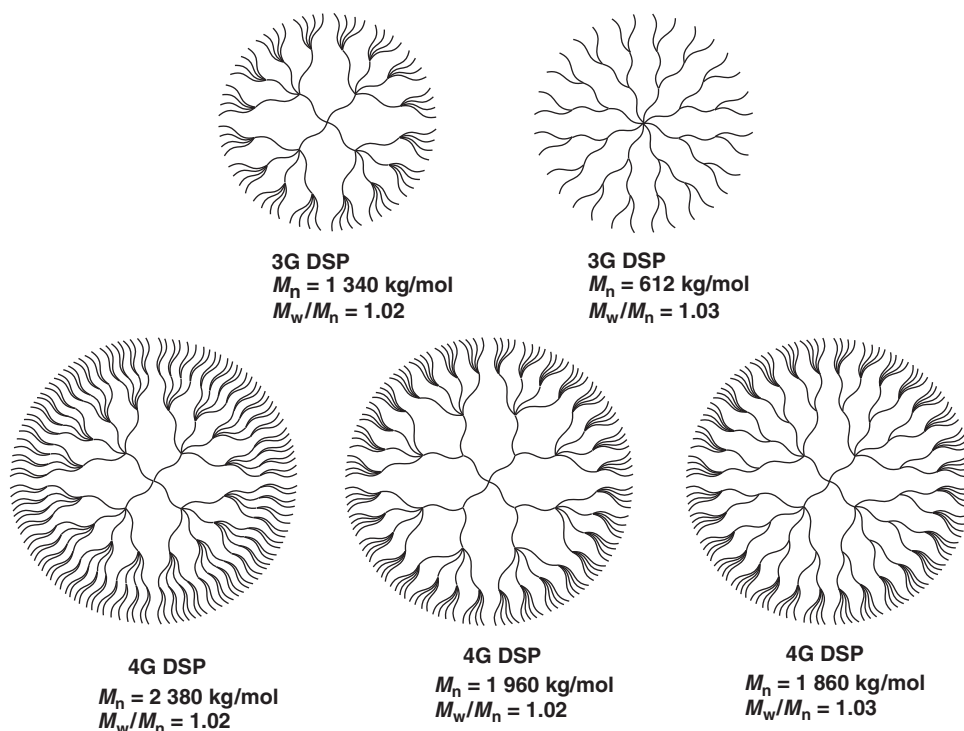 3G DSP
Mn = 1 340 kg/mol
Mw/Mn = 1.02
3G DSP
Mn = 612 kg/mol
Mw/Mn = 1.03
4G DSP
Mn = 2 380 kg/mol
Mw/Mn = 1.02
4G DSP
Mn = 1 960 kg/mol
Mw/Mn = 1.02
4G DSP
Mn = 1 860 kg/mol
Mw/Mn = 1.03